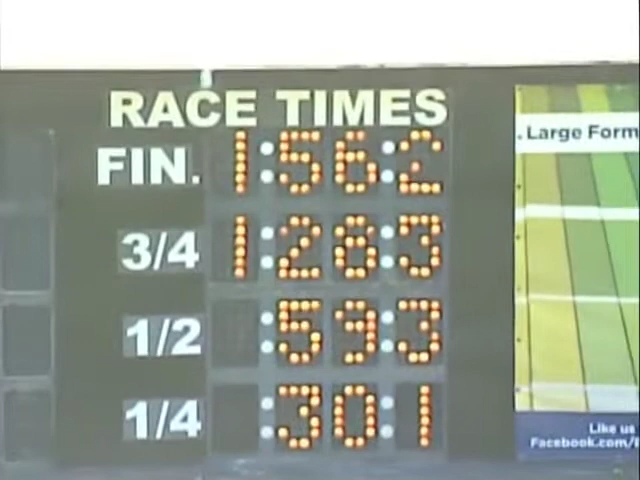 RACE TIMES
FIN. 1:56:2
3/4 1:28:3
1/2 :59:3
1/4 :30:1
Large Form
Like us
Facebook.com/